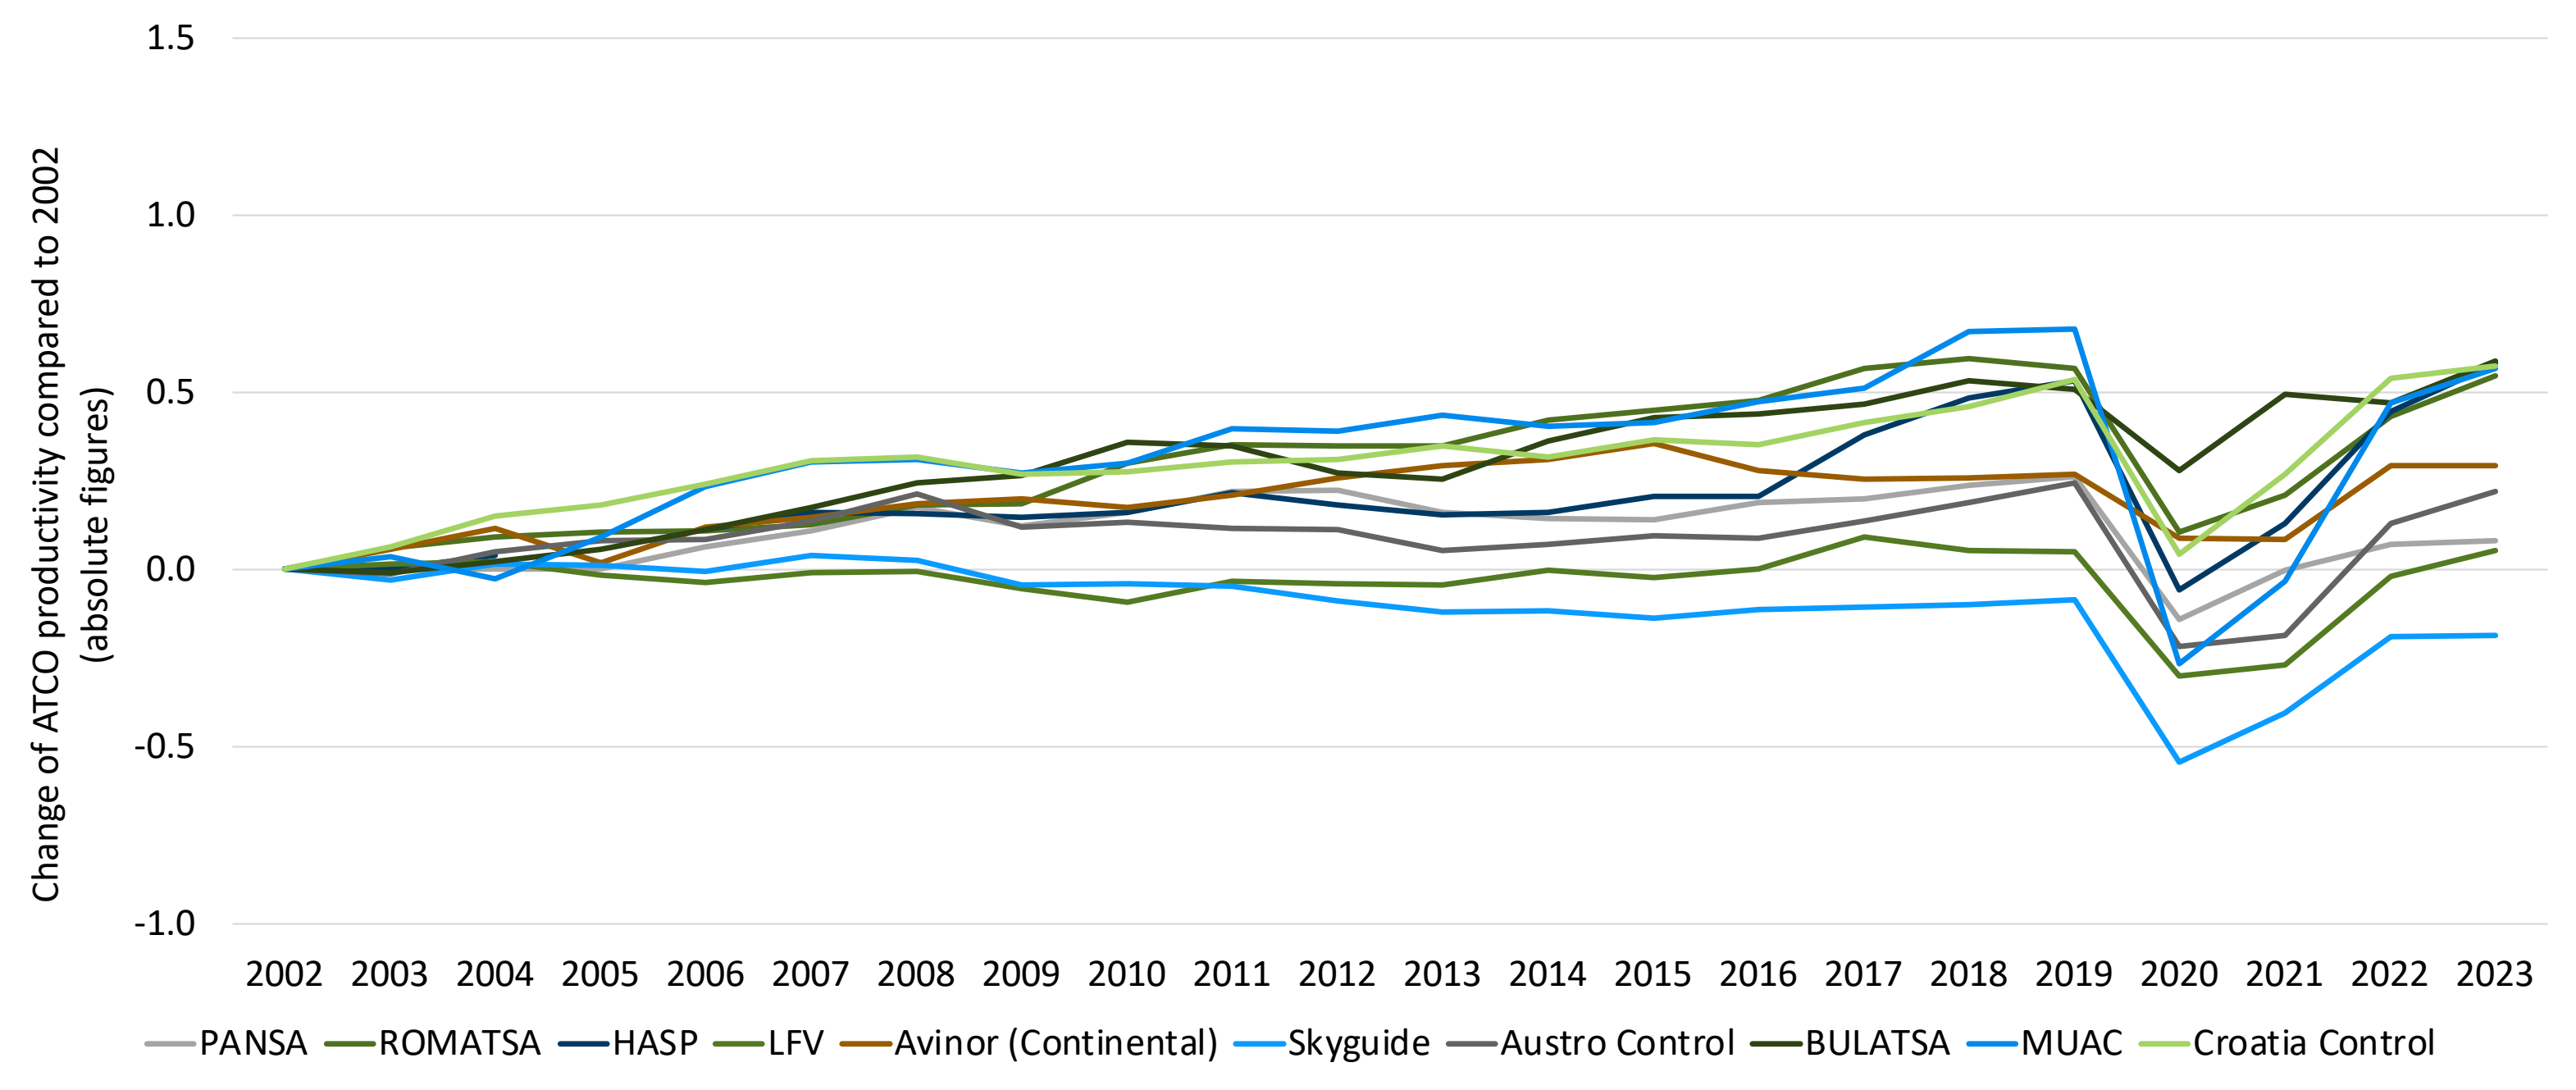 Change of ATCO productivity compared to 2002
(absolute figures)
1.5
1.0
0.5
0.0
-0.5
-1.0
2002 2003 2004 2005 2006 2007 2008 2009 2010 2011 2012 2013 2014 2015 2016 2017 2018 2019 2020 2021 2022 2023
PANSA ROMATSA HASP LFV Avinor (Continental) Skyguide Austro Control BULATSA MUAC Croatia Control